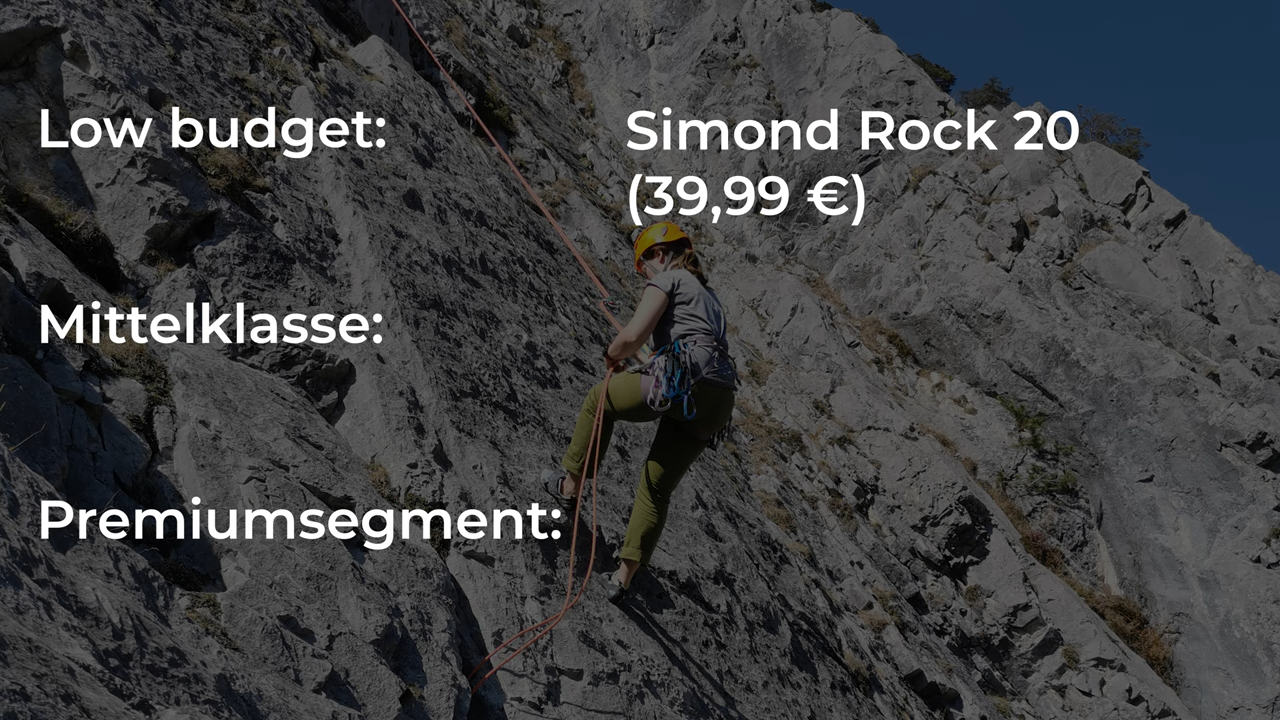 Low budget:
Simond Rock 20
(39,99 €)
Mittelklasse:
Premiumsegment: